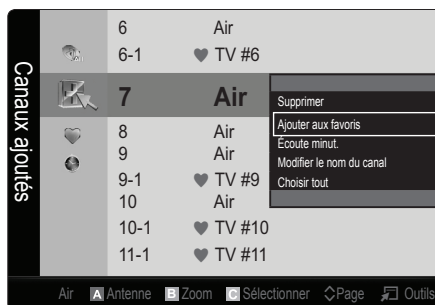 Canaux ajoutés
6 Air
6-1 TV #6
7 Air
8 Air
9 Air
9-1 TV #9
10 Air
10-1 TV #10
11-1 TV #11
Supprimer
Ajouter aux favoris
Écoute minut.
Modifier le nom du canal
Choisir tout
Air A Antenne B Zoom C Sélectionner Page Outils